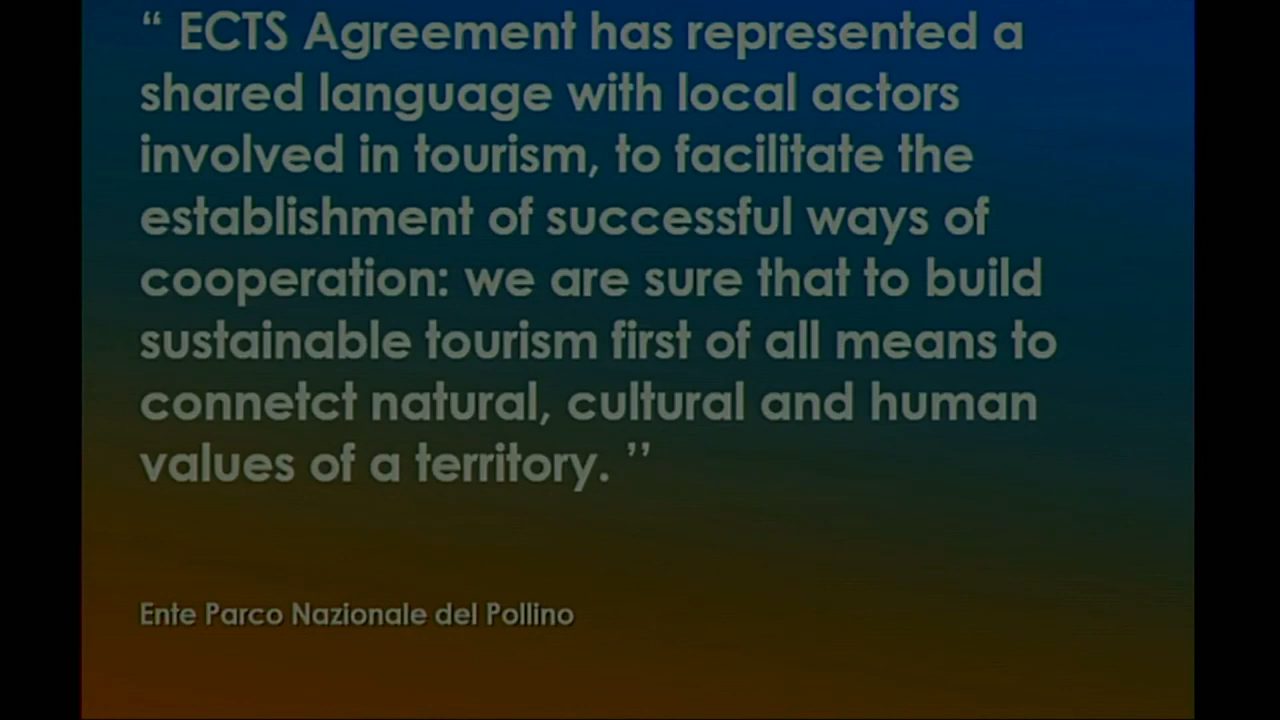 “ ECTS Agreement has represented a
shared language with local actors
involved in tourism, to facilitate the
establishment of successful ways of
cooperation: we are sure that to build
sustainable tourism first of all means to
connetct natural, cultural and human
values of a territory. ’’
Ente Parco Nazionale del Pollino